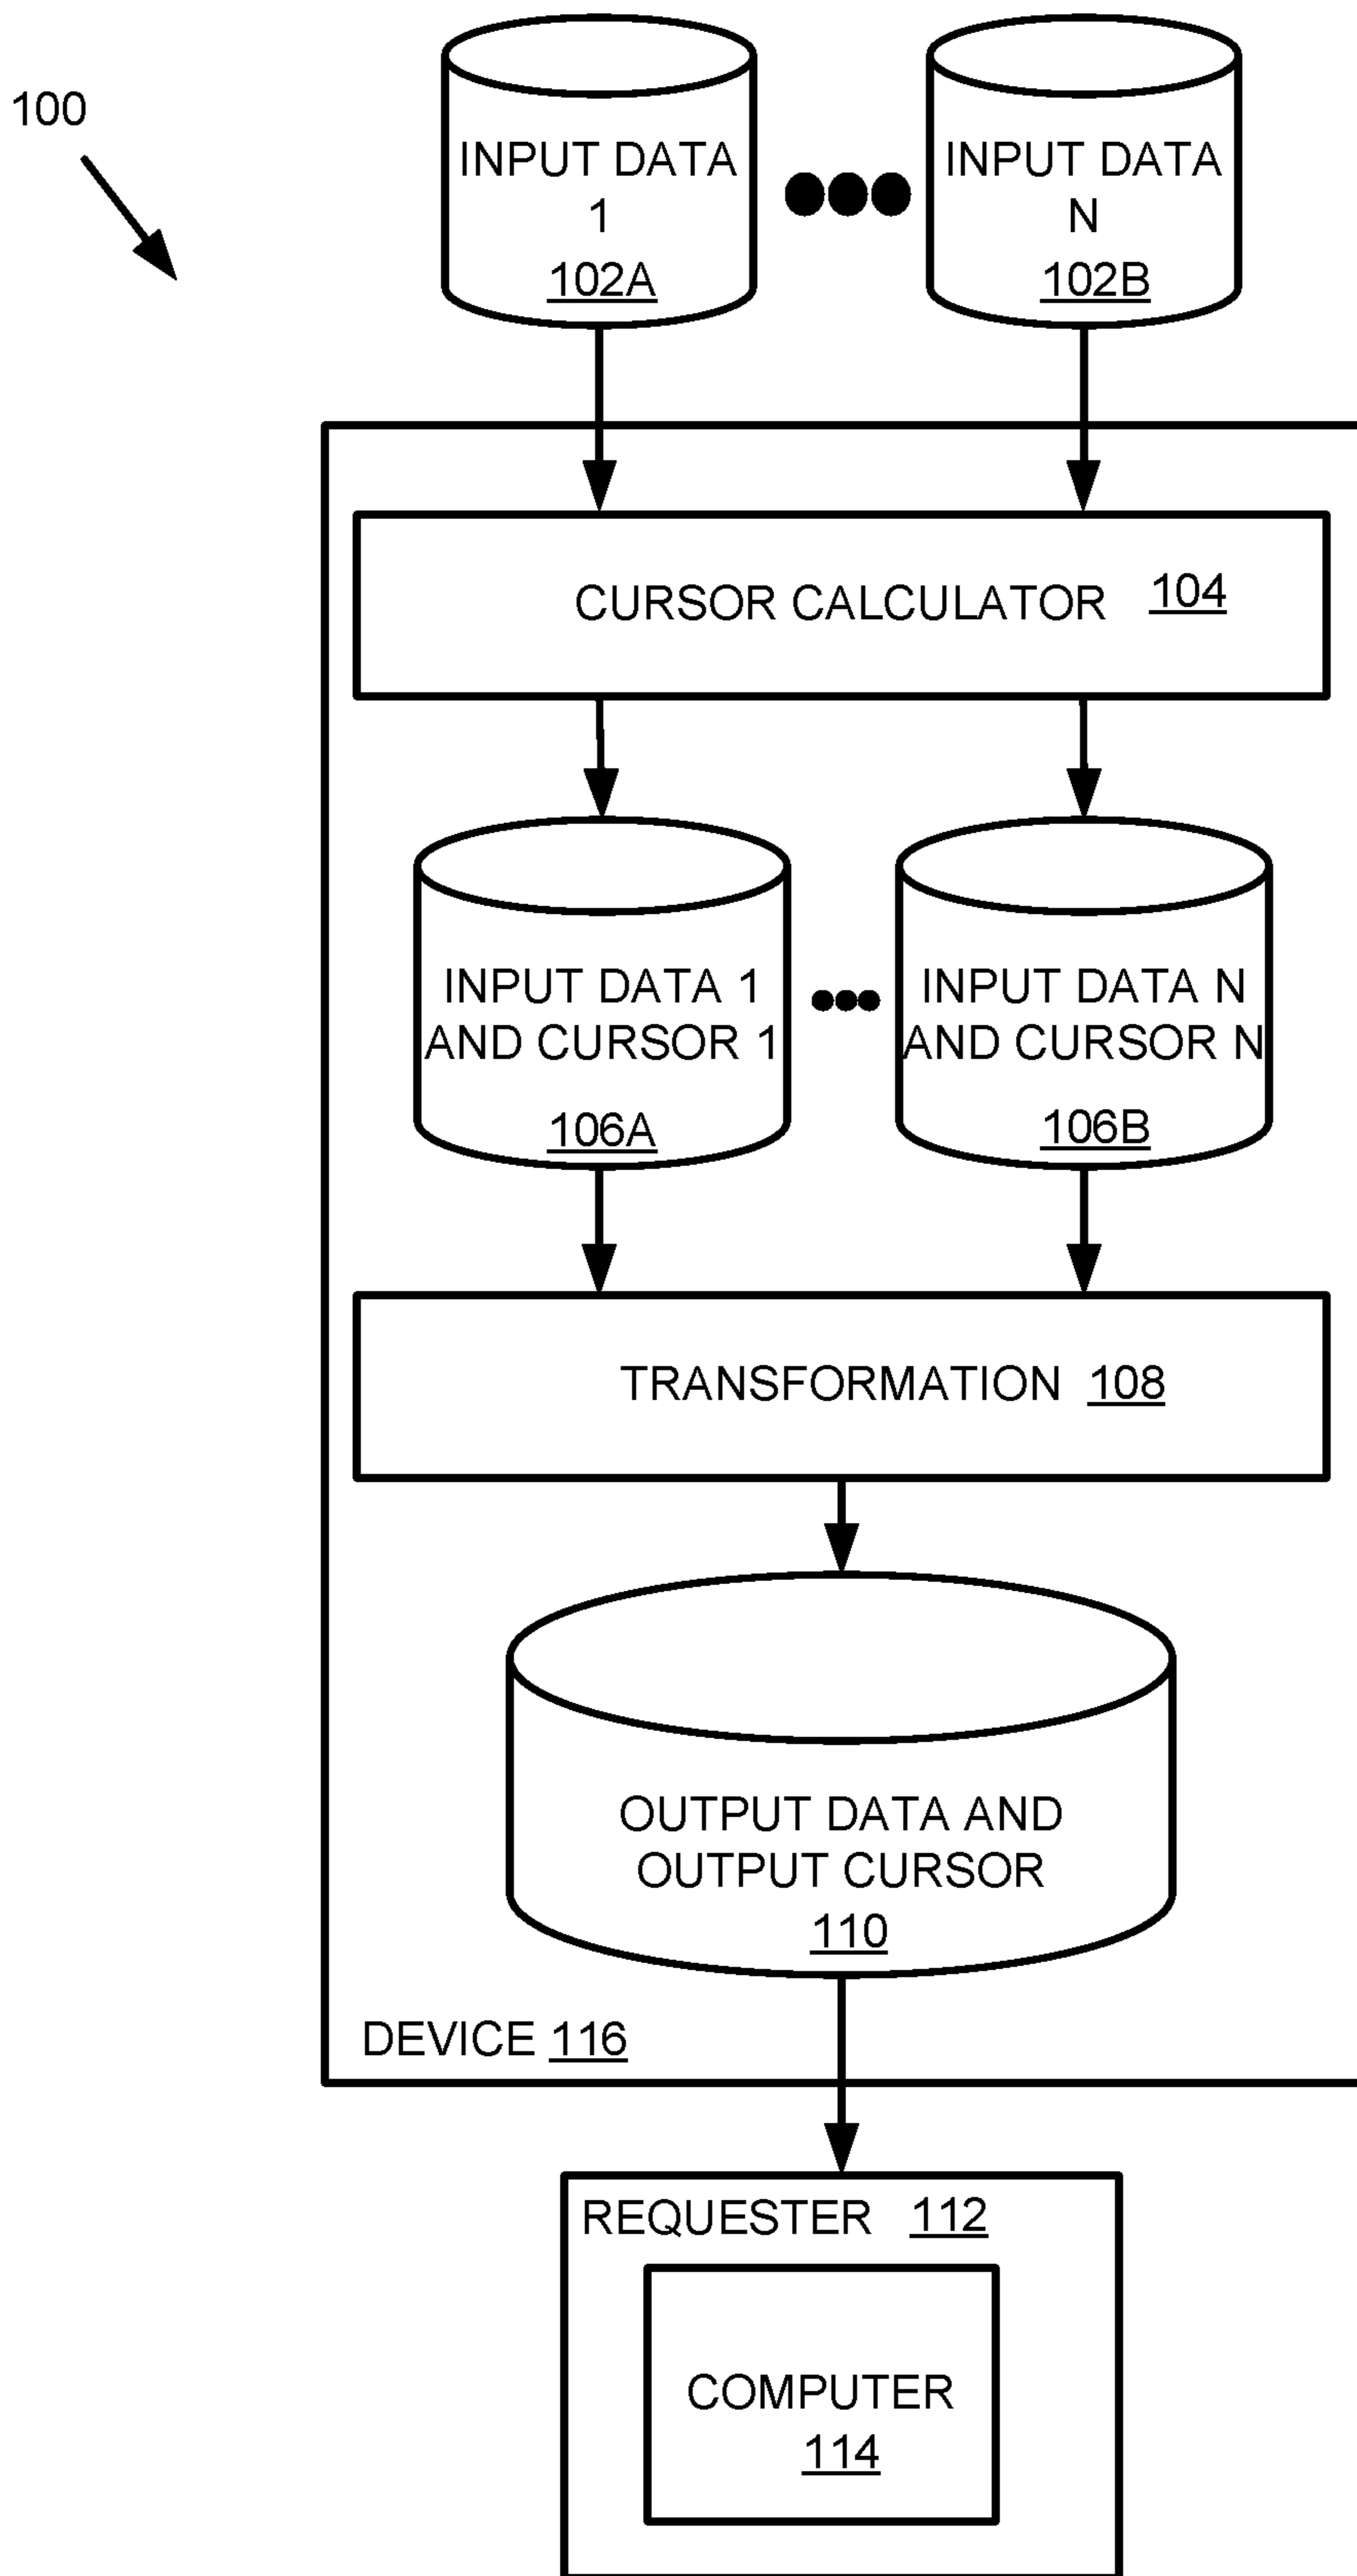 100
INPUT DATA
1
102A
INPUT DATA
N
102B
CURSOR CALCULATOR 104
INPUT DATA 1
AND CURSOR 1
106A
INPUT DATA N
AND CURSOR N
106B
TRANSFORMATION 108
OUTPUT DATA AND
OUTPUT CURSOR
110
DEVICE 116
REQUESTER 112
COMPUTER
114